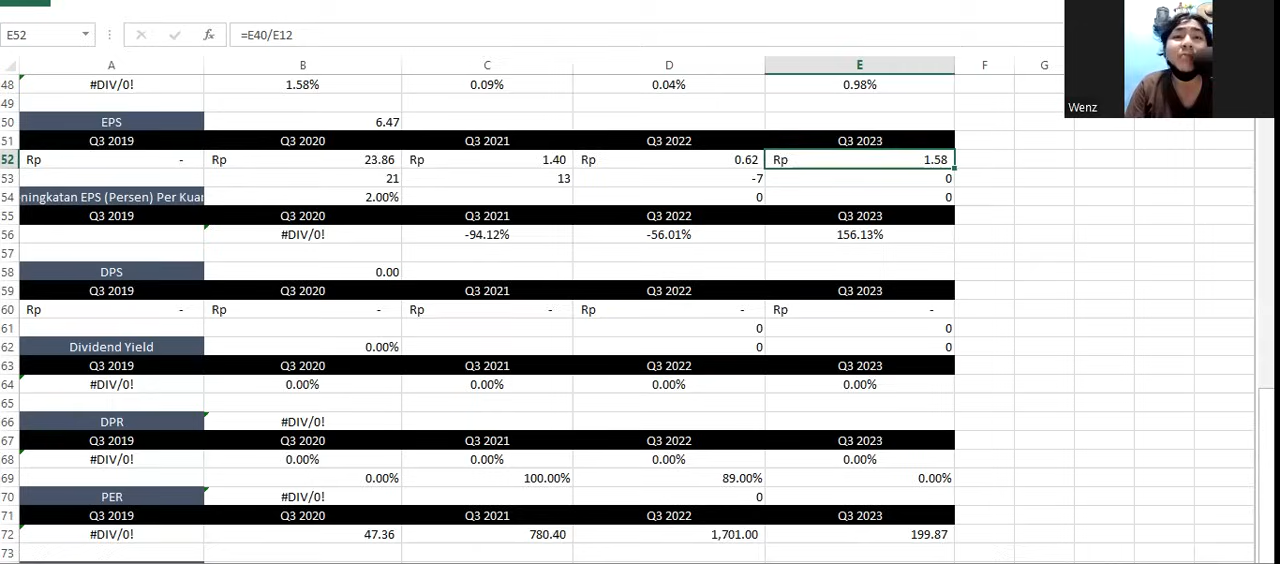 E52 fx =E40/E12
A B C D E F G
48 #DIV/0! 1.58% 0.09% 0.04% 0.98%
49
50 EPS 6.47
51 Q3 2019 Q3 2020 Q3 2021 Q3 2022 Q3 2023
52 Rp - Rp 23.86 Rp 1.40 Rp 0.62 Rp 1.58
53 21 13 -7 0
54 ningkatan EPS (Persen) Per Kuar 2.00% 0 0
55 Q3 2019 Q3 2020 Q3 2021 Q3 2022 Q3 2023
56 #DIV/0! -94.12% -56.01% 156.13%
57
58 DPS 0.00
59 Q3 2019 Q3 2020 Q3 2021 Q3 2022 Q3 2023
60 Rp - Rp - Rp - Rp - Rp -
61 0 0
62 Dividend Yield 0.00% 0 0
63 Q3 2019 Q3 2020 Q3 2021 Q3 2022 Q3 2023
64 #DIV/0! 0.00% 0.00% 0.00% 0.00%
65
66 DPR #DIV/0!
67 Q3 2019 Q3 2020 Q3 2021 Q3 2022 Q3 2023
68 #DIV/0! 0.00% 0.00% 0.00% 0.00%
69 0.00% 100.00% 89.00% 0.00%
70 PER #DIV/0! 0
71 Q3 2019 Q3 2020 Q3 2021 Q3 2022 Q3 2023
72 #DIV/0! 47.36 780.40 1,701.00 199.87
73
Wenz